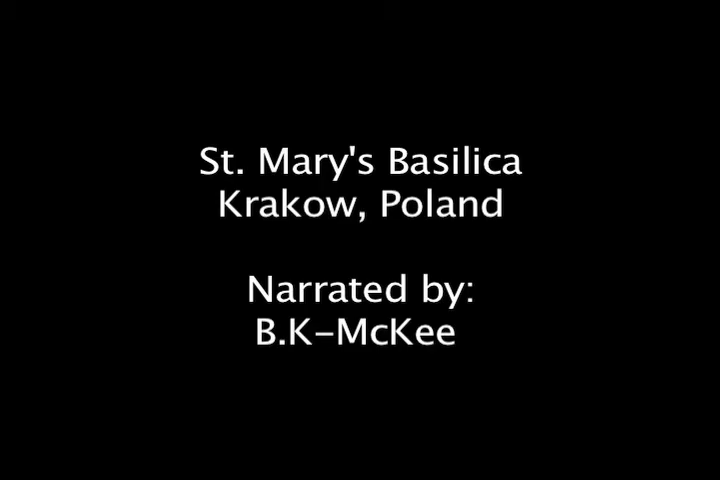 St. Mary's Basilica
Krakow, Poland
Narrated by:
B.K-McKee